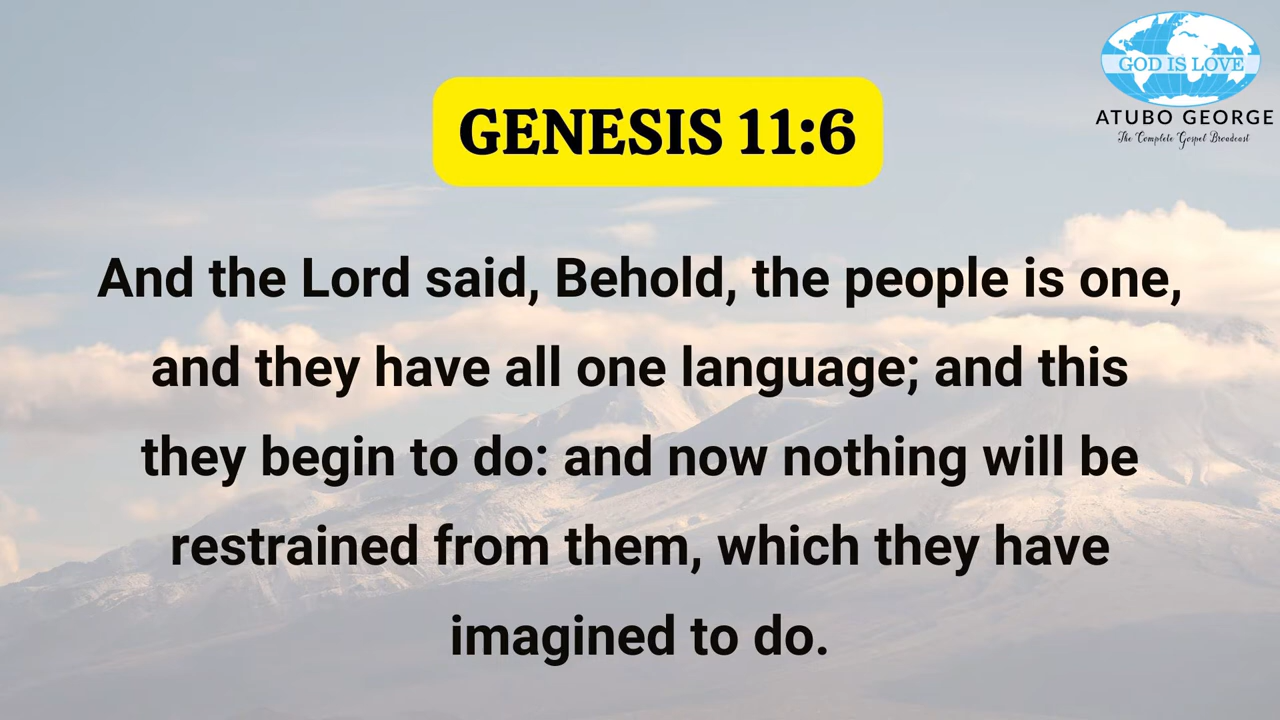 GOD IS LOVE
ATUBO GEORGE
The Complete Gospel Broadcast
GENESIS 11:6
And the Lord said, Behold, the people is one,
and they have all one language; and this
they begin to do: and now nothing will be
restrained from them, which they have
imagined to do.